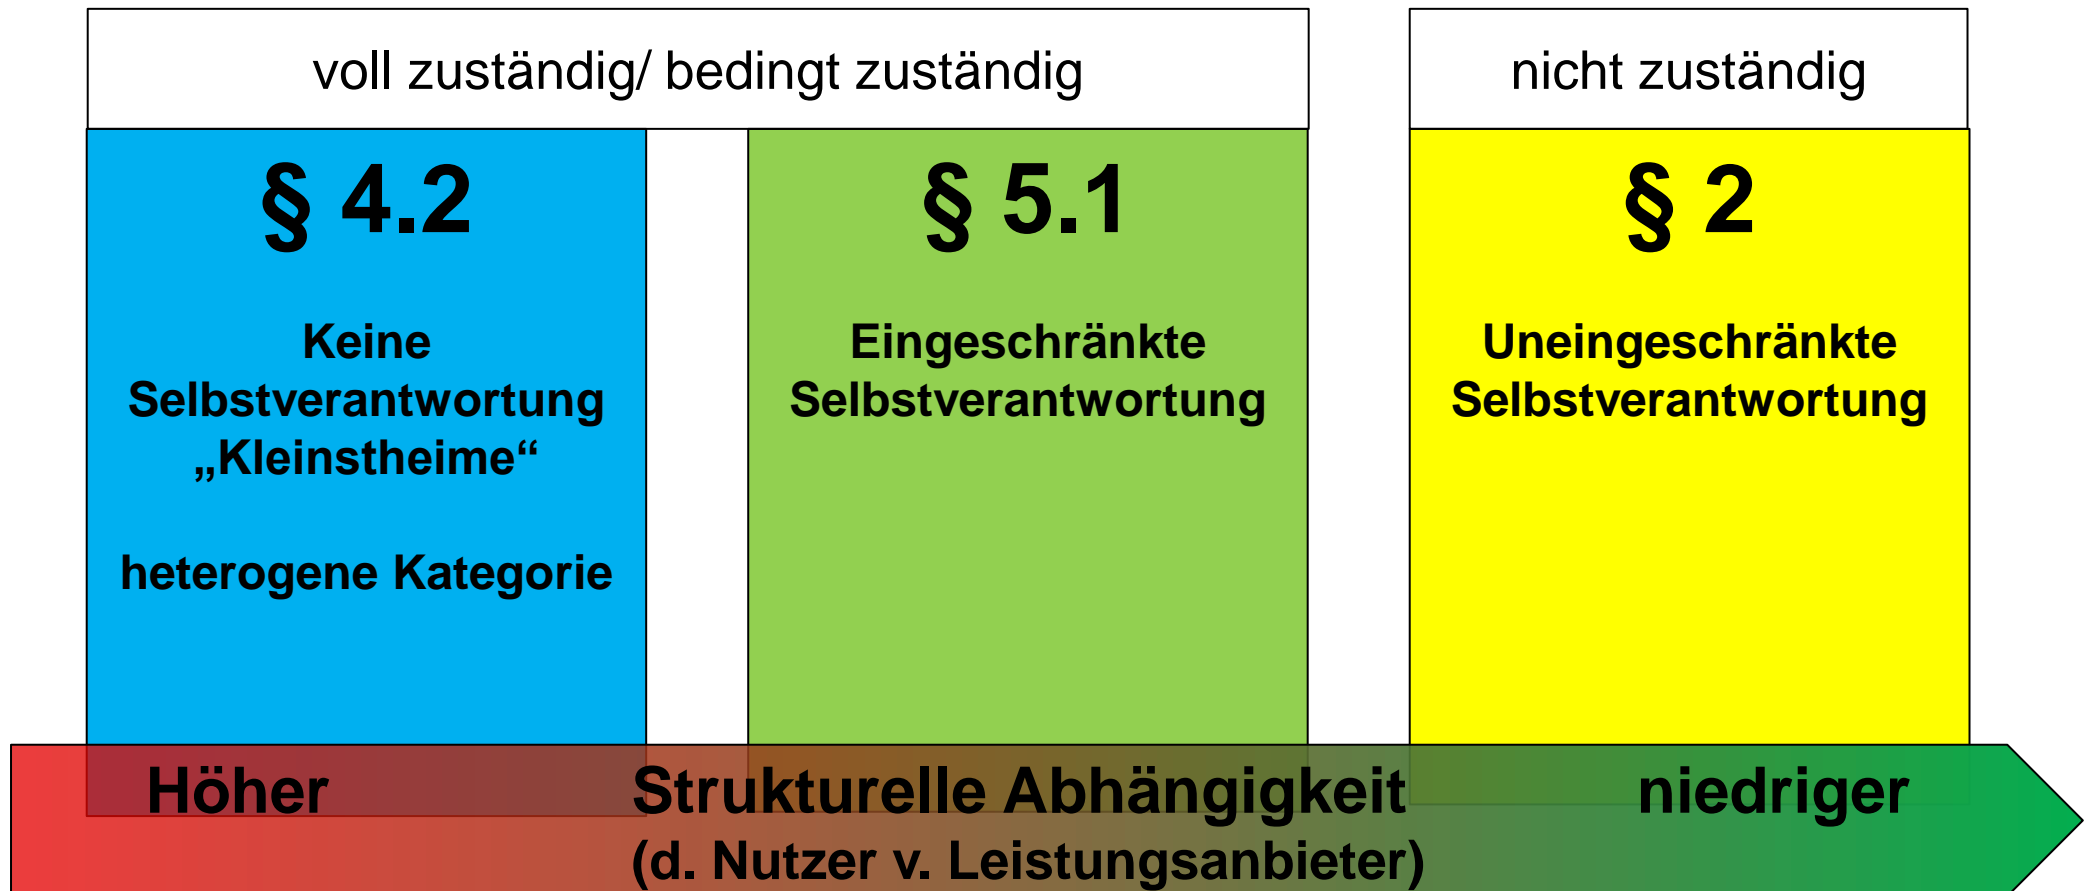 voll zuständig/ bedingt zuständig
nicht zuständig
§ 4.2
Keine
Selbstverantwortung
„Kleinstheime“
heterogene Kategorie
§ 5.1
Eingeschränkte
Selbstverantwortung
§ 2
Uneingeschränkte
Selbstverantwortung
Höher Strukturelle Abhängigkeit niedriger
(d. Nutzer v. Leistungsanbieter)